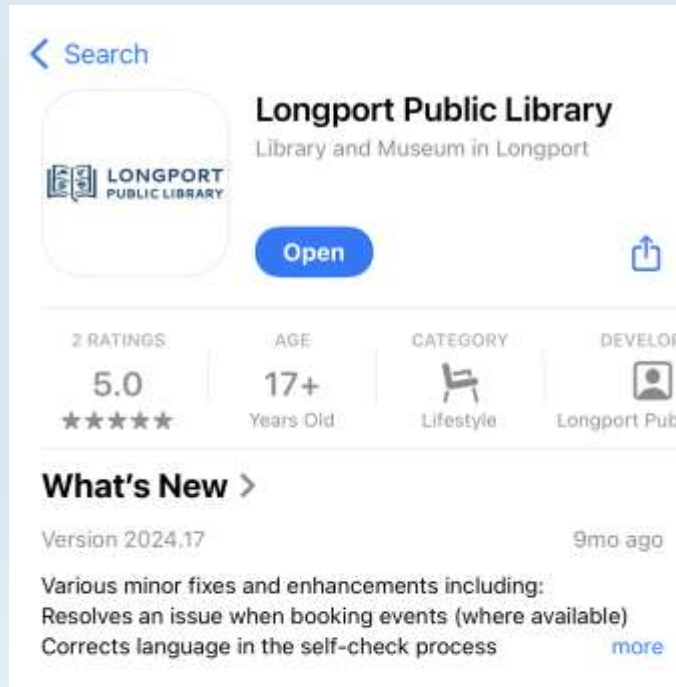 Search
LONGPORT
PUBLIC LIBRARY
Longport Public Library
Library and Museum in Longport
Open
2 RATINGS
5.0
★★★★★
AGE
17+
Years Old
CATEGORY
Lifestyle
DEVELOP
Longport Pub
What's New >
Version 2024.17 9mo ago
Various minor fixes and enhancements including:
Resolves an issue when booking events (where available)
Corrects language in the self-check process more